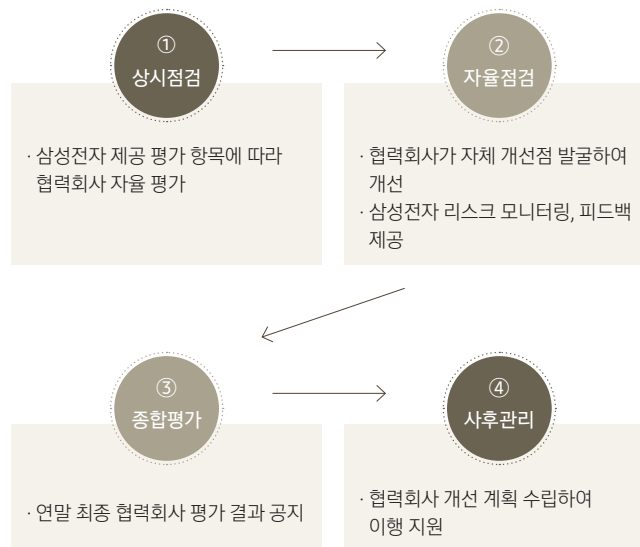 ①
상시점검
· 삼성전자 제공 평가 항목에 따라
협력회사 자율 평가
②
자율점검
· 협력회사가 자체 개선점 발굴하여
개선
· 삼성전자 리스크 모니터링, 피드백
제공
③
종합평가
· 연말 최종 협력회사 평가 결과 공지
④
사후관리
· 협력회사 개선 계획 수립하여
이행 지원